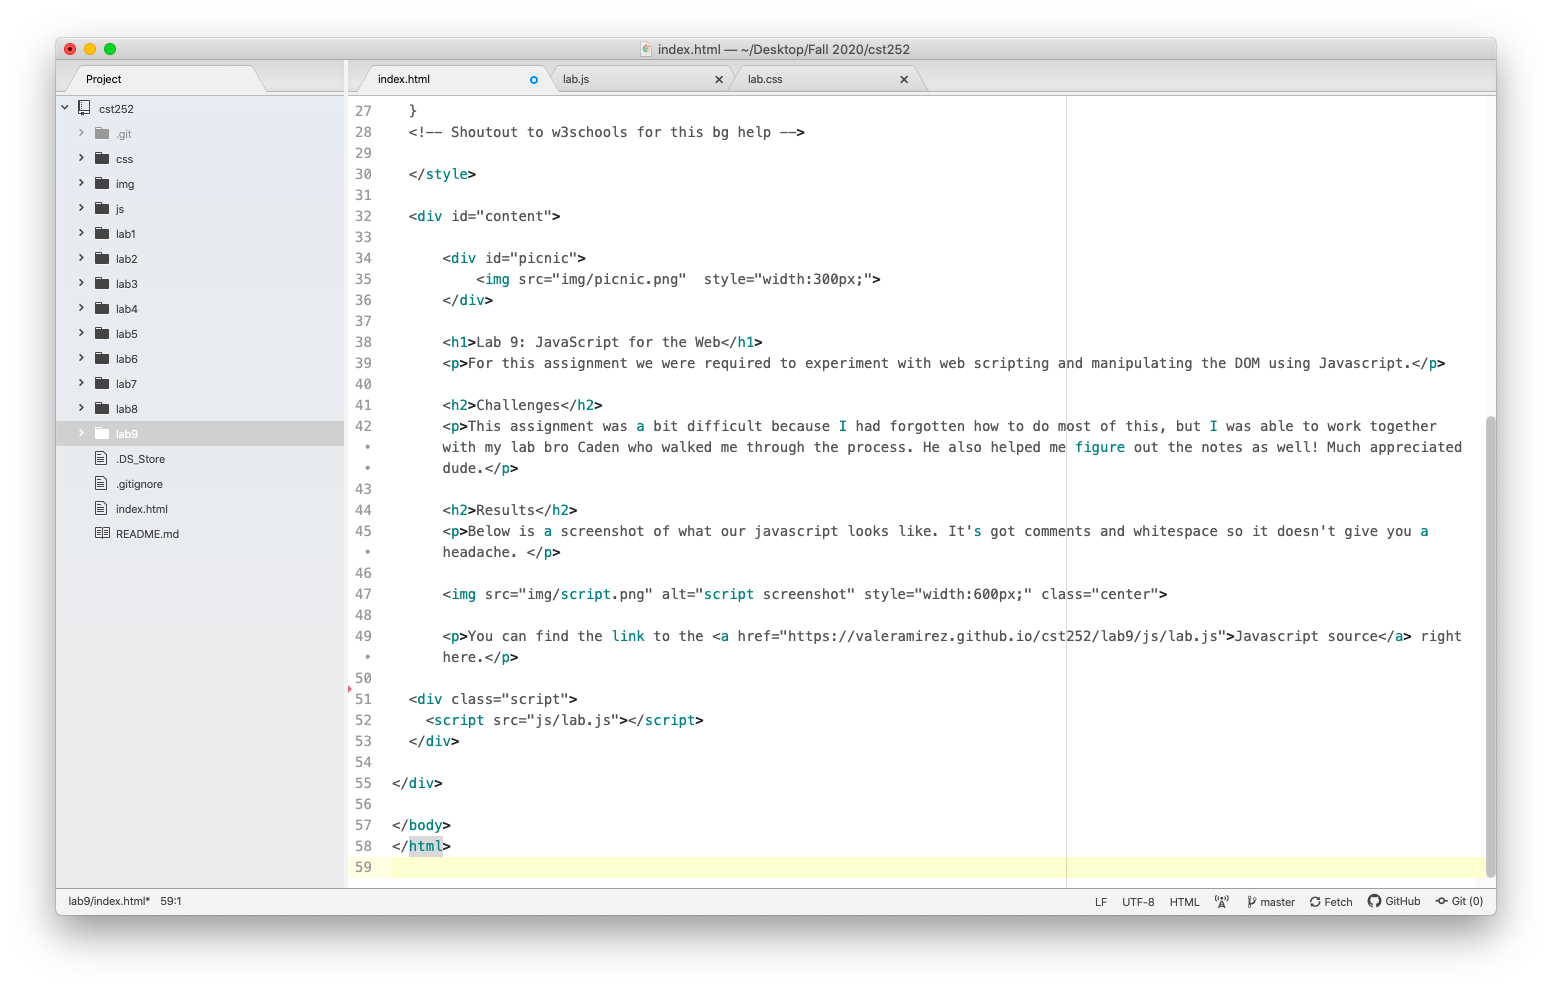 index.html — ~/Desktop/Fall 2020/cst252
Project
index.html
lab.js
lab.css
cst252
.git
css
img
js
lab1
lab2
lab3
lab4
lab5
lab6
lab7
lab8
lab9
.DS_Store
.gitignore
index.html
README.md
27 }
28 <!-- Shoutout to w3schools for this bg help -->
29
30 </style>
31
32 <div id="content">
33
34 <div id="picnic">
35 <img src="img/picnic.png"  style="width:300px;">
36 </div>
37
38 <h1>Lab 9: JavaScript for the Web</h1>
39 <p>For this assignment we were required to experiment with web scripting and manipulating the DOM using Javascript.</p>
40
41 <h2>Challenges</h2>
42 <p>This assignment was a bit difficult because I had forgotten how to do most of this, but I was able to work together
• with my lab bro Caden who walked me through the process. He also helped me figure out the notes as well! Much appreciated
• dude.</p>
43
44 <h2>Results</h2>
45 <p>Below is a screenshot of what our javascript looks like. It's got comments and whitespace so it doesn't give you a
• headache. </p>
46
47 <img src="img/script.png" alt="script screenshot" style="width:600px;" class="center">
48
49 <p>You can find the link to the <a href="https://valeramirez.github.io/cst252/lab9/js/lab.js">Javascript source</a> right
• here.</p>
50
51 <div class="script">
52 <script src="js/lab.js"></script>
53 </div>
54
55 </div>
56
57 </body>
58 </html>
59
lab9/index.html* 59:1
LF UTF-8 HTML master Fetch GitHub Git (0)